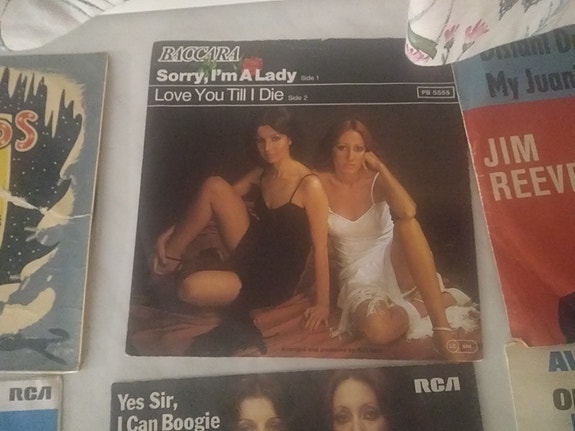 BACCARA
Sorry, I'm A Lady Side 1
Love You Till I Die Side 2
PB 5555
My Juan
JIM
REEVE
RCA
Yes Sir,
I Can Boogie
RCA